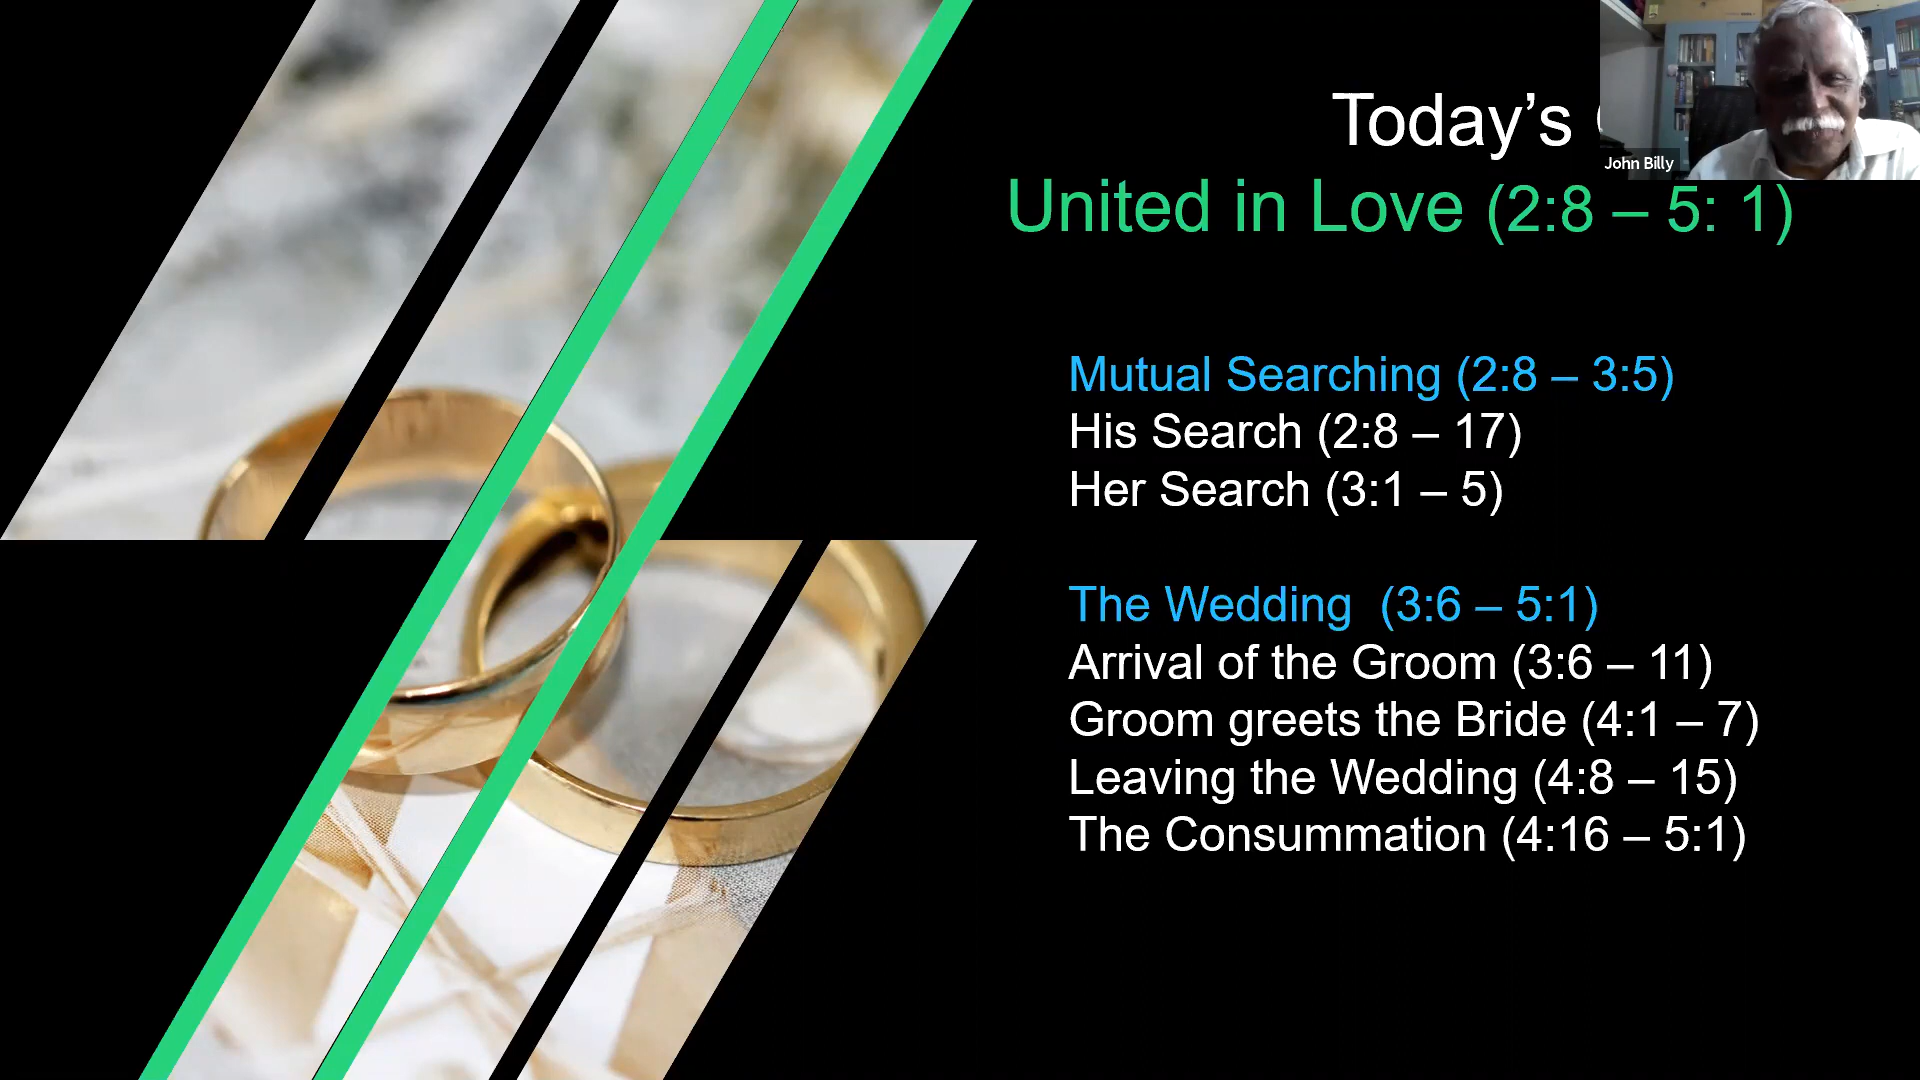 Today's
John Billy
United in Love (2:8 – 5: 1)
Mutual Searching (2:8 – 3:5)
His Search (2:8 – 17)
Her Search (3:1 – 5)
The Wedding  (3:6 – 5:1)
Arrival of the Groom (3:6 – 11)
Groom greets the Bride (4:1 – 7)
Leaving the Wedding (4:8 – 15)
The Consummation (4:16 – 5:1)